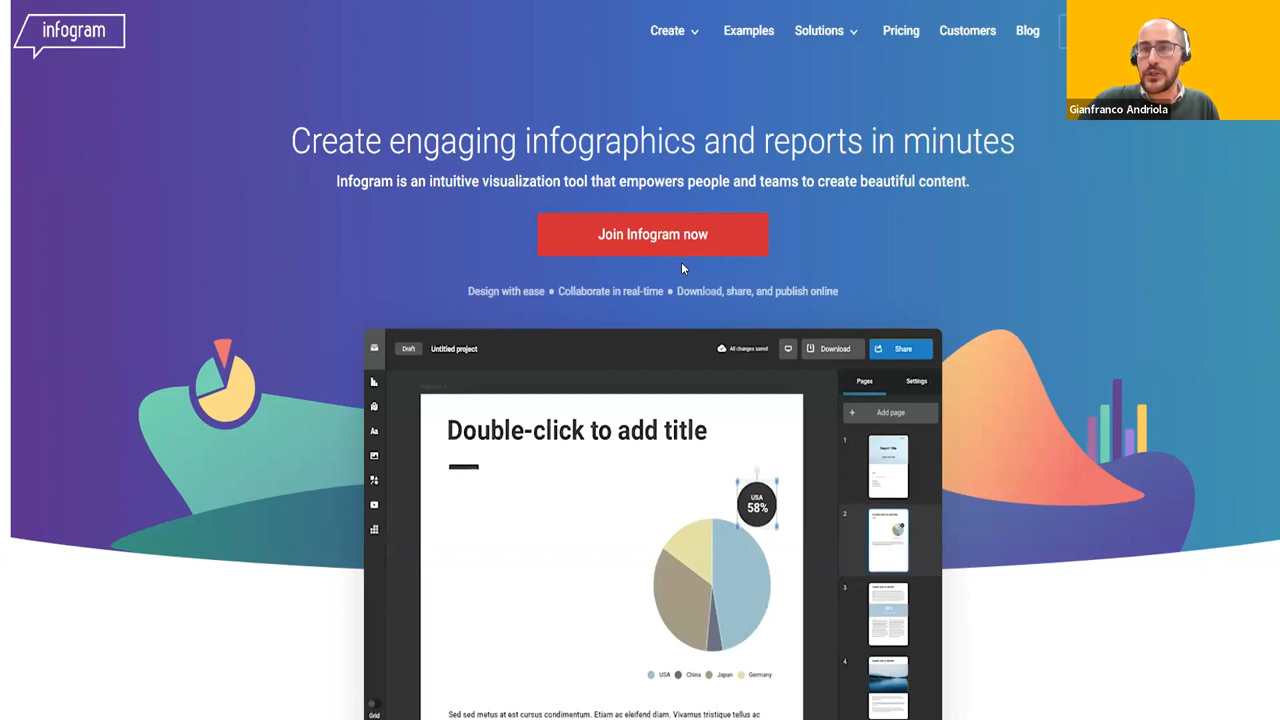 infogram
Create
Examples
Solutions
Pricing
Customers
Blog
Gianfranco Andriola
Create engaging infographics and reports in minutes
Infogram is an intuitive visualization tool that empowers people and teams to create beautiful content.
Join Infogram now
Design with ease • Collaborate in real-time • Download, share, and publish online
Draft
Untitled project
All changes saved
Download
Share
Pages
Settings
Add page
Double-click to add title
USA
58%
USA
China
Japan
Germany
1
2
3
4
Aa
Grid
Sed sed metus at est cursus condimentum. Etiam ac eleifend diam. Vivamus tristique tellus ac